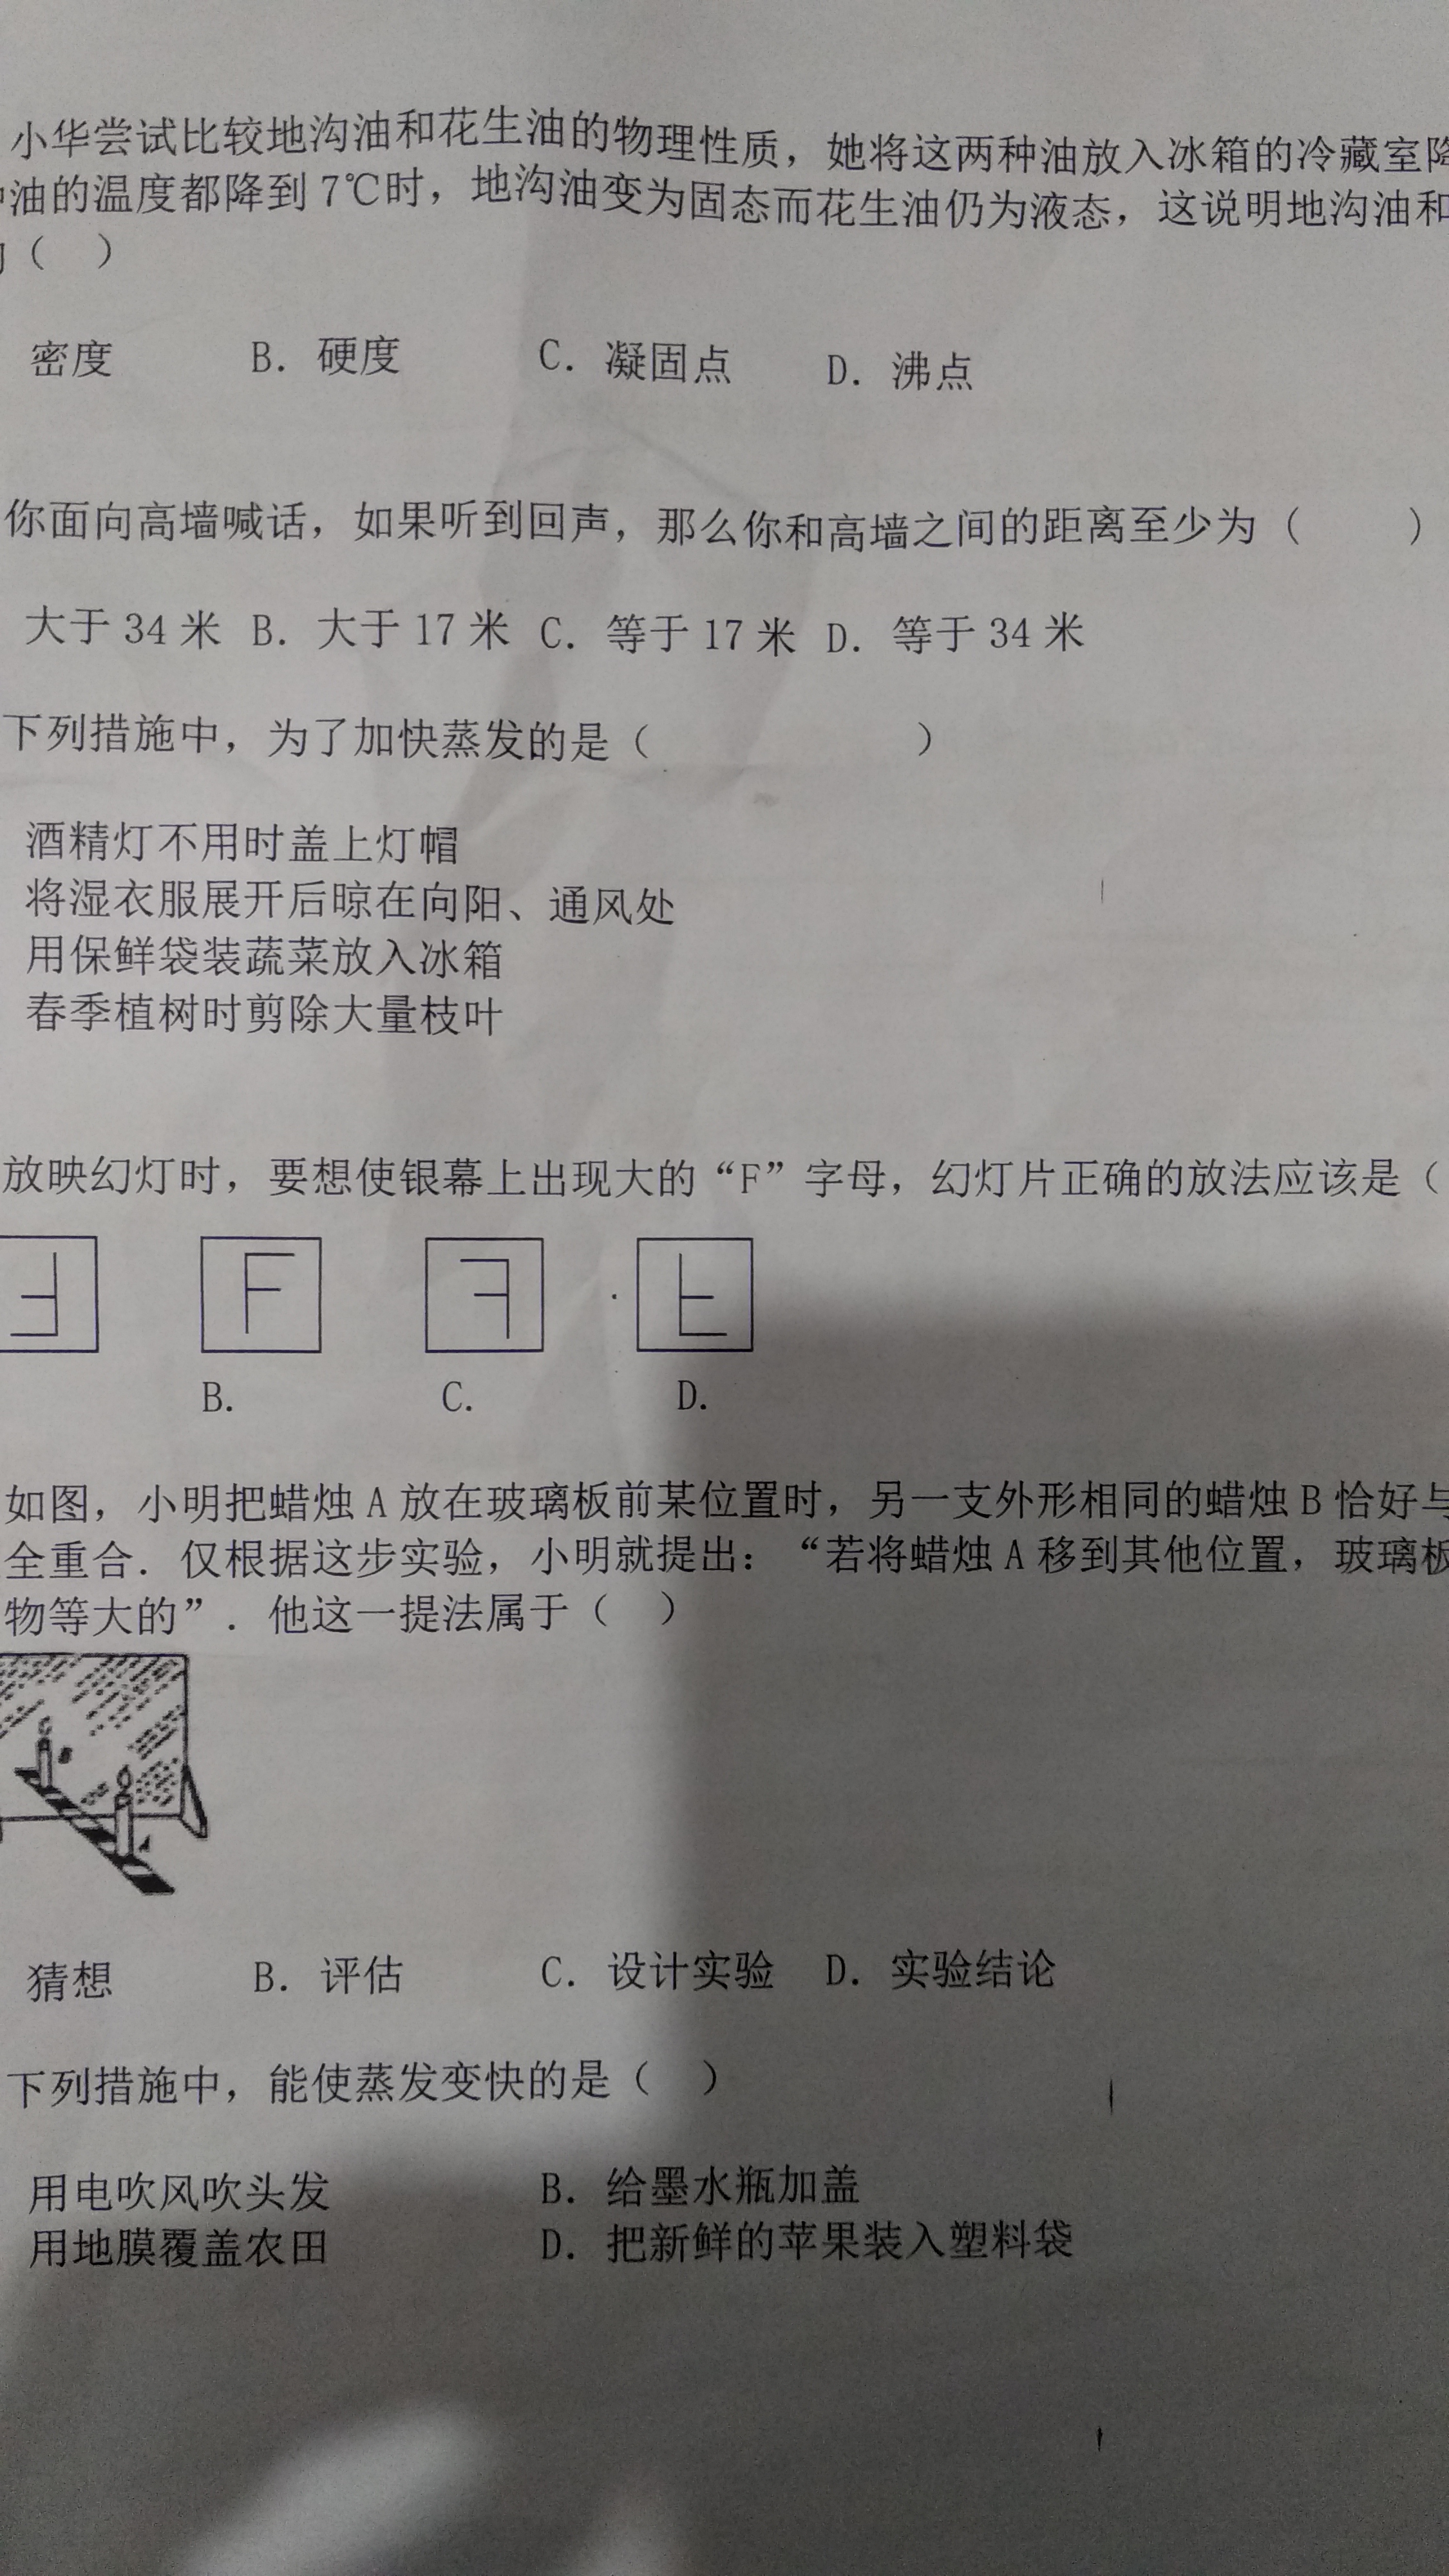 小华尝试比较地沟油和花生油的物理性质，她将这两种油放入冰箱的冷藏室降
油的温度都降到 7℃时，地沟油变为固态而花生油仍为液态，这说明地沟油和
（ ）
密度 B．硬度 C．凝固点 D．沸点
你面向高墙喊话，如果听到回声，那么你和高墙之间的距离至少为（ ）
大于 34 米 B．大于 17 米 C．等于 17 米 D．等于 34 米
下列措施中，为了加快蒸发的是（ ）
酒精灯不用时盖上灯帽
将湿衣服展开后晾在向阳、通风处
用保鲜袋装蔬菜放入冰箱
春季植树时剪除大量枝叶
放映幻灯时，要想使银幕上出现大的“F”字母，幻灯片正确的放法应该是（
F
B. C. D.
如图，小明把蜡烛 A 放在玻璃板前某位置时，另一支外形相同的蜡烛 B 恰好与
全重合．仅根据这步实验，小明就提出：“若将蜡烛 A 移到其他位置，玻璃板
物等大的”．他这一提法属于（ ）
猜想 B．评估 C．设计实验 D．实验结论
下列措施中，能使蒸发变快的是（ ）
用电吹风吹头发 B．给墨水瓶加盖
用地膜覆盖农田 D．把新鲜的苹果装入塑料袋